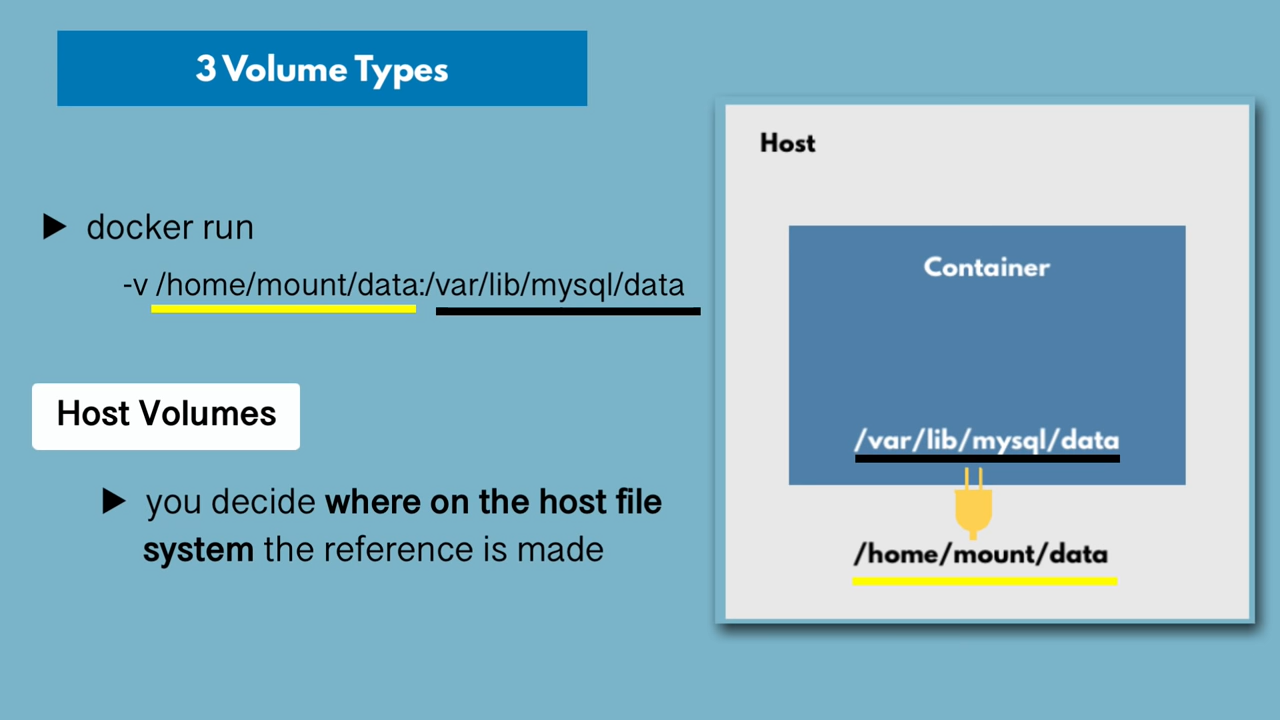 3 Volume Types
docker run
-v /home/mount/data:/var/lib/mysql/data
Host Volumes
you decide where on the host file
system the reference is made
Host
Container
/var/lib/mysql/data
/home/mount/data